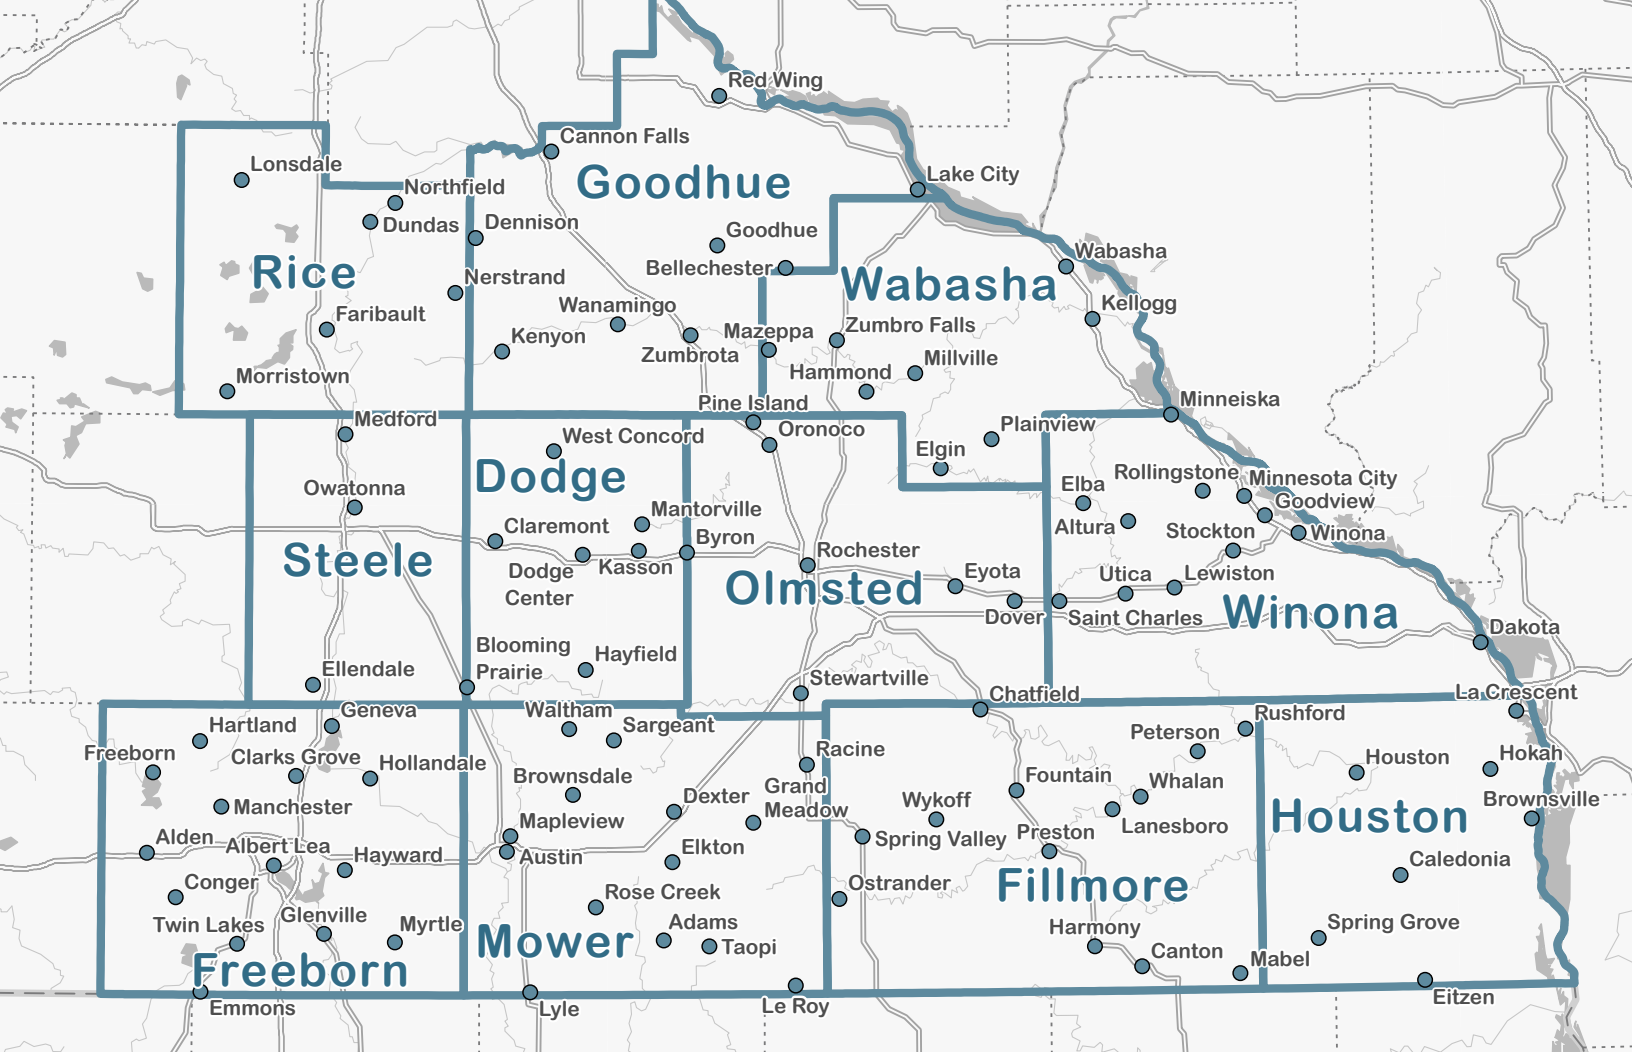 Red Wing
Cannon Falls
Lonsdale
Goodhue
Lake City
Northfield
Dundas
Dennison
Goodhue
Wabasha
Bellechester
Rice
Nerstrand
Wabasha
Wanamingo
Kellogg
Faribault
Kenyon
Mazeppa
Zumbro Falls
Zumbrota
Millville
Morristown
Hammond
Pine Island
Minneiska
Medford
West Concord
Oronoco
Plainview
Elgin
Dodge
Rollingstone
Minnesota City
Owatonna
Elba
Goodview
Mantorville
Claremont
Altura
Stockton
Winona
Byron
Steele
Rochester
Dodge
Center
Kasson
Eyota
Utica
Lewiston
Olmsted
Dover
Saint Charles
Winona
Dakota
Blooming
Prairie
Hayfield
Ellendale
Stewartville
Chatfield
La Crescent
Geneva
Waltham
Hartland
Sargeant
Rushford
Peterson
Freeborn
Clarks Grove
Hollandale
Racine
Houston
Hokah
Brownsdale
Fountain
Whalan
Grand
Meadow
Dexter
Wykoff
Brownsville
Manchester
Mapleview
Lanesboro
Houston
Alden
Albert Lea
Hayward
Austin
Elkton
Spring Valley
Preston
Caledonia
Conger
Rose Creek
Ostrander
Fillmore
Twin Lakes
Glenville
Myrtle
Adams
Harmony
Spring Grove
Mower
Taopi
Canton
Mabel
Freeborn
Emmons
Lyle
Le Roy
Eitzen